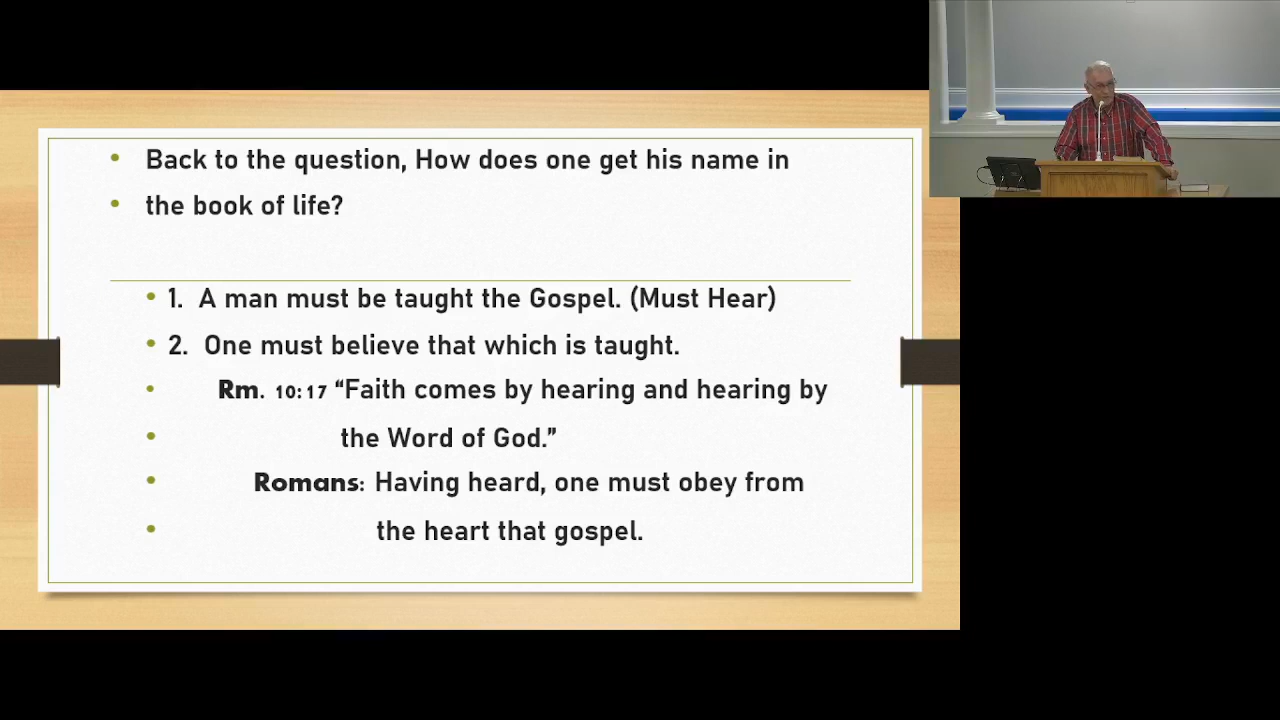 Back to the question, How does one get his name in
the book of life?
1. A man must be taught the Gospel. (Must Hear)
2. One must believe that which is taught.
Rm. 10:17 “Faith comes by hearing and hearing by
the Word of God.”
Romans: Having heard, one must obey from
the heart that gospel.